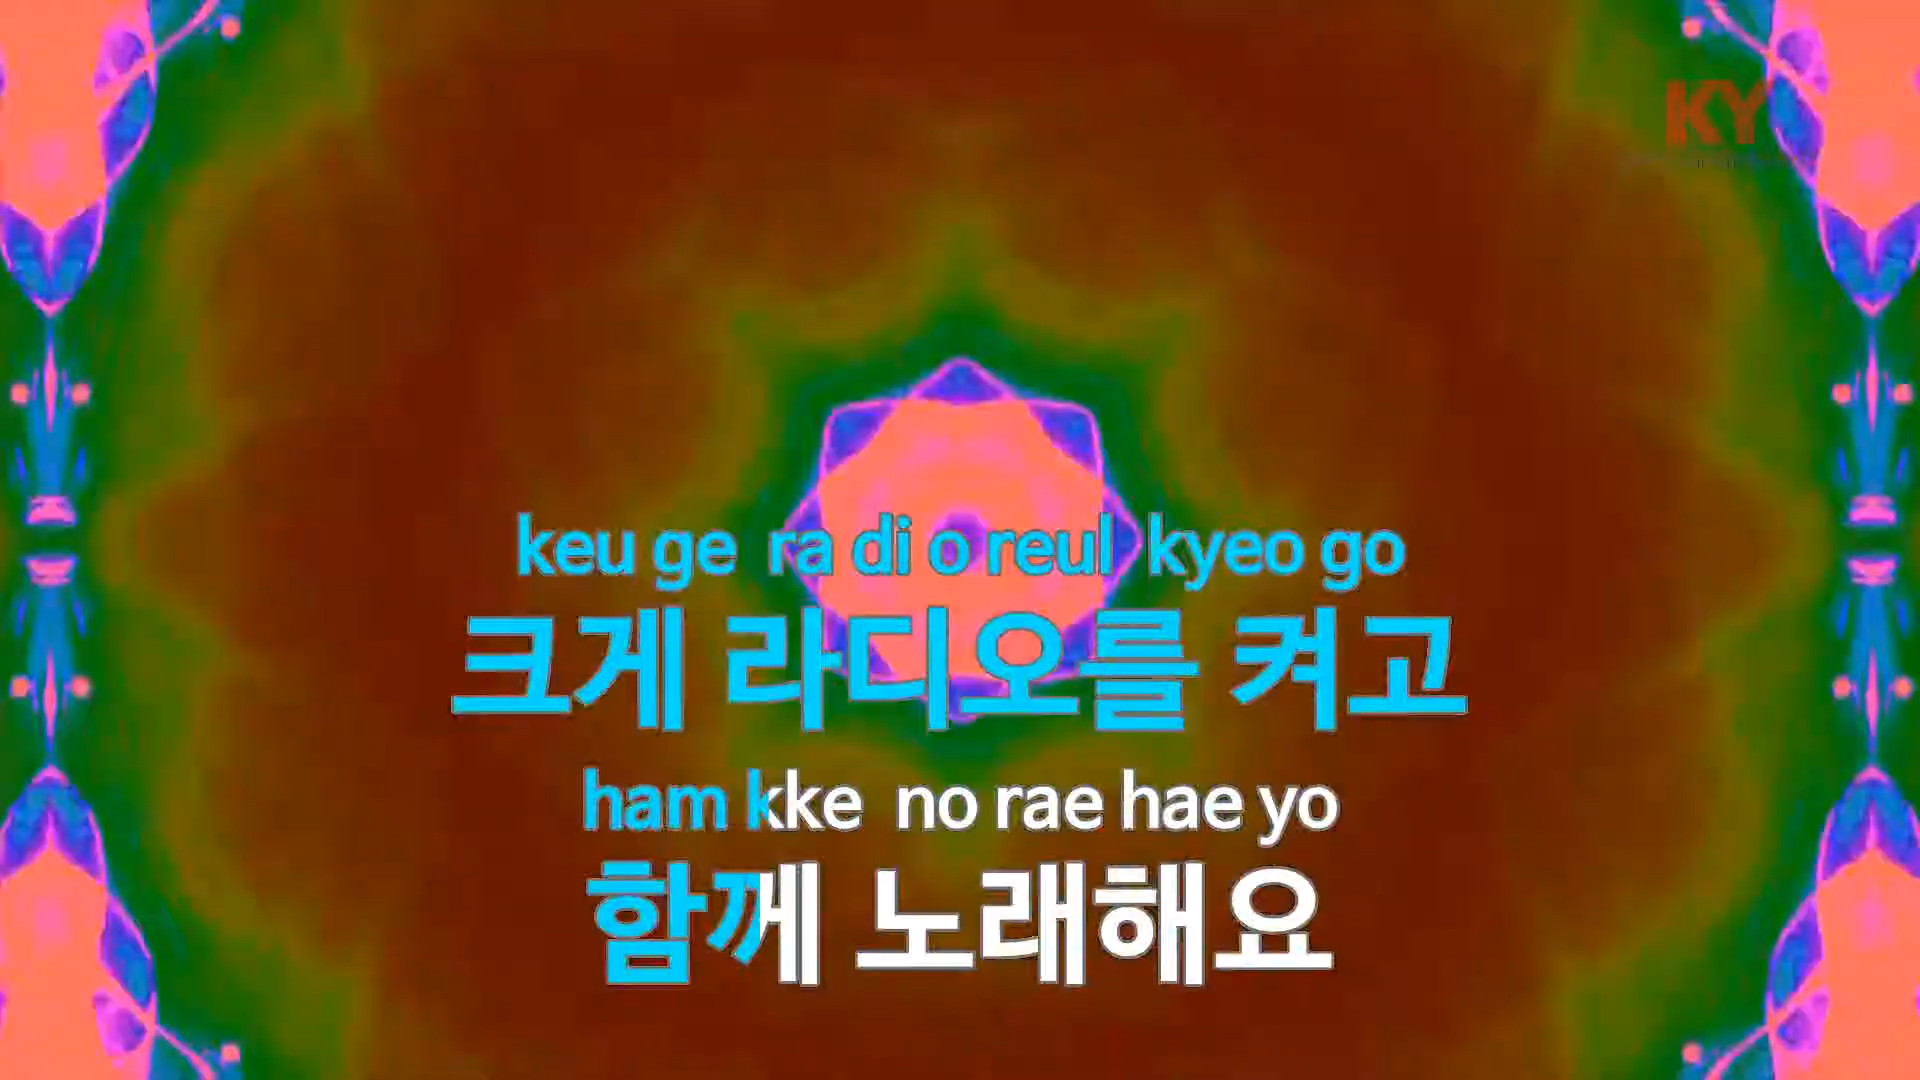 KY
keu ge ra di o reul kyeo go
크게 라디오를 켜고
ham kke no rae hae yo
함께 노래해요